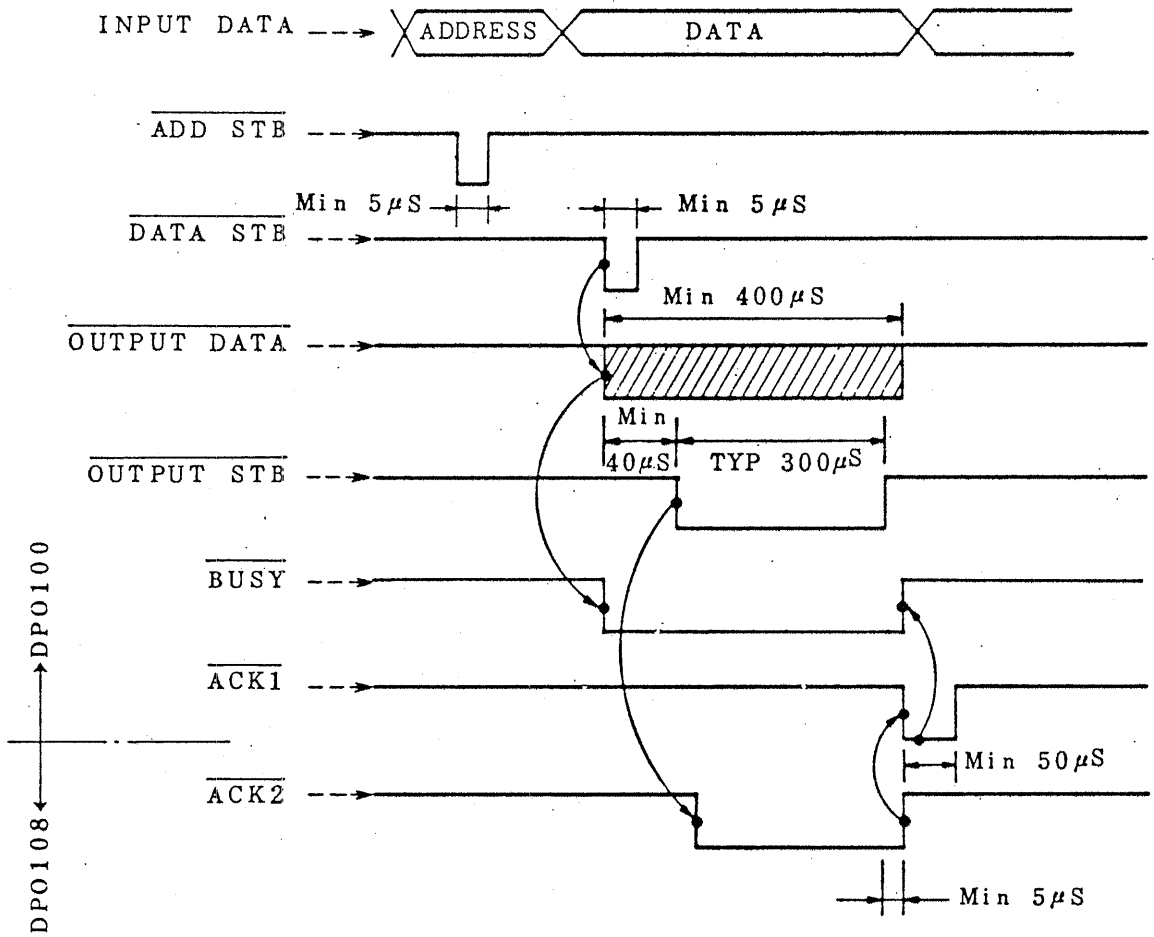 INPUT DATA
ADDRESS
DATA
ADD STB
Min 5μS
Min 5μS
DATA STB
Min 400μS
OUTPUT DATA
Min
40μS
TYP 300μS
OUTPUT STB
BUSY
DPO100
ACK1
Min 50μS
ACK2
DPO108
Min 5μS